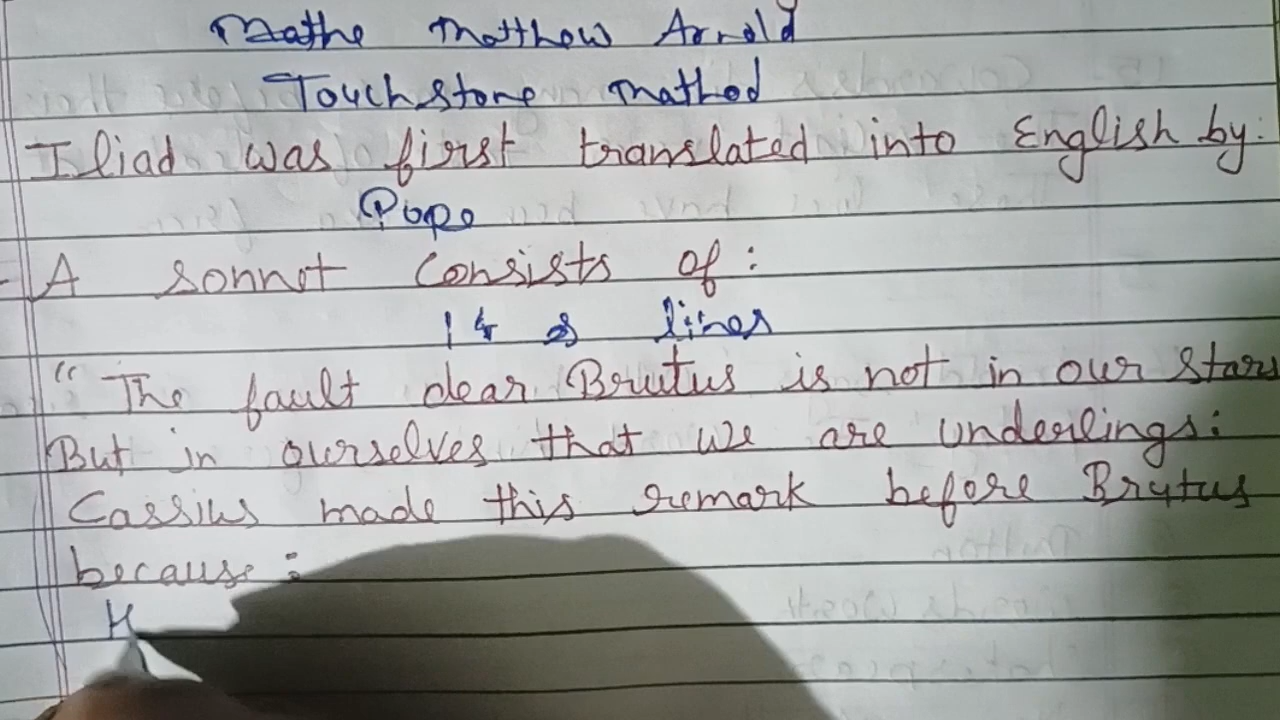 Mathe Matthew Arnold
Touchstone Mathod
Iliad was first translated into English by:
Pope
A sonnot consists of:
14 lines
"The fault dear Brutus is not in our stars
But in ourselves that we are underlings:
Cassius made this remark before Brutus
because:
H